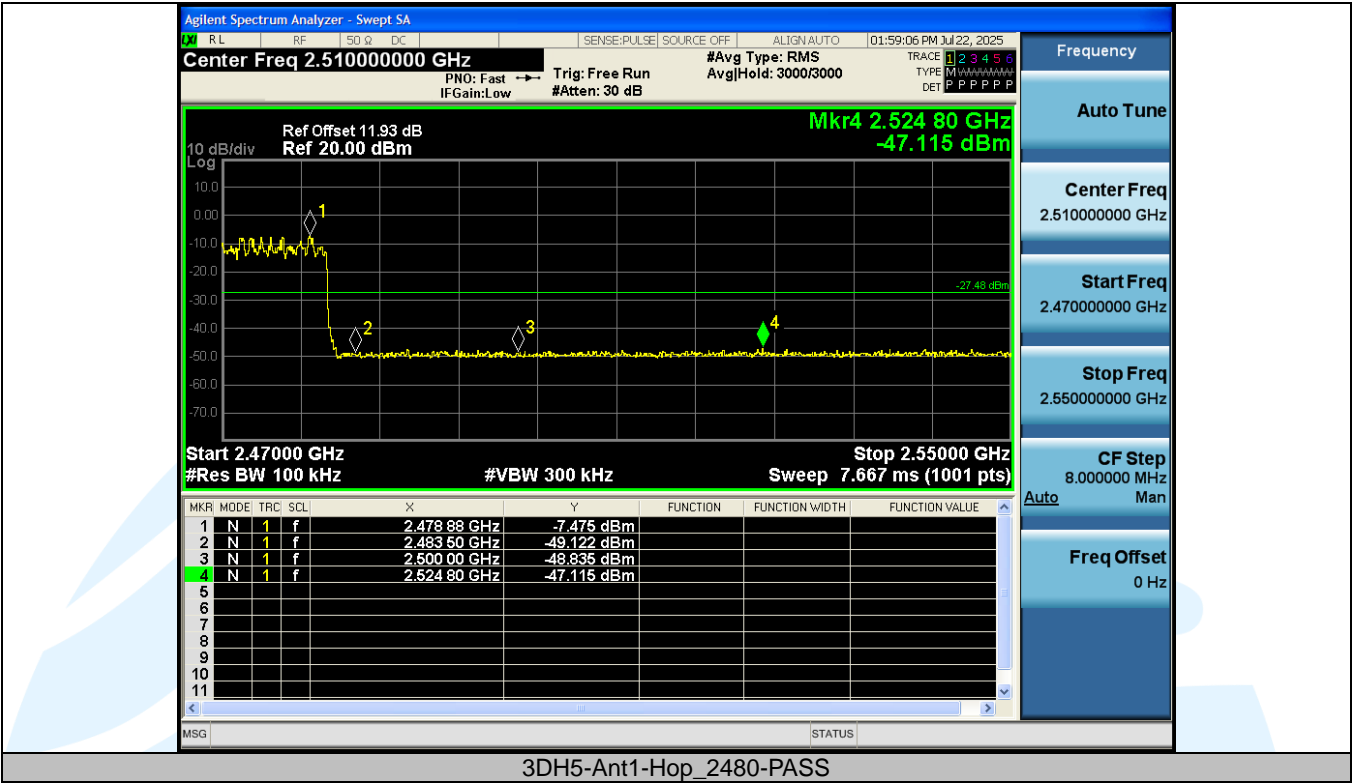 Agilent Spectrum Analyzer - Swept SA
LXI RL RF 50 Ω DC SENSE:PULSE SOURCE OFF ALIGN AUTO 01:59:06 PM Jul 22, 2025
Center Freq 2.510000000 GHz
#Avg Type: RMS
TRACE 1 2 3 4 5 6
PNO: Fast
Trig: Free Run
Avg|Hold: 3000/3000
TYPE M
IFGain:Low
#Atten: 30 dB
DET P P P P P P
Mkr4 2.524 80 GHz
-47.115 dBm
Ref Offset 11.93 dB
10 dB/div Ref 20.00 dBm
Log
10.0
0.00
-10.0
-20.0
-30.0
-40.0
-50.0
-60.0
-70.0
1
2
3
4
-27.48 dBm
Start 2.47000 GHz Stop 2.55000 GHz
#Res BW 100 kHz #VBW 300 kHz Sweep 7.667 ms (1001 pts)
MKR MODE TRC SCL X Y FUNCTION FUNCTION WIDTH FUNCTION VALUE
1 N 1 f 2.478 88 GHz -7.475 dBm
2 N 1 f 2.483 50 GHz -49.122 dBm
3 N 1 f 2.500 00 GHz -48.835 dBm
4 N 1 f 2.524 80 GHz -47.115 dBm
5
6
7
8
9
10
11
MSG STATUS
Frequency
Auto Tune
Center Freq
2.510000000 GHz
Start Freq
2.470000000 GHz
Stop Freq
2.550000000 GHz
CF Step
8.000000 MHz
Auto Man
Freq Offset
0 Hz
3DH5-Ant1-Hop_2480-PASS